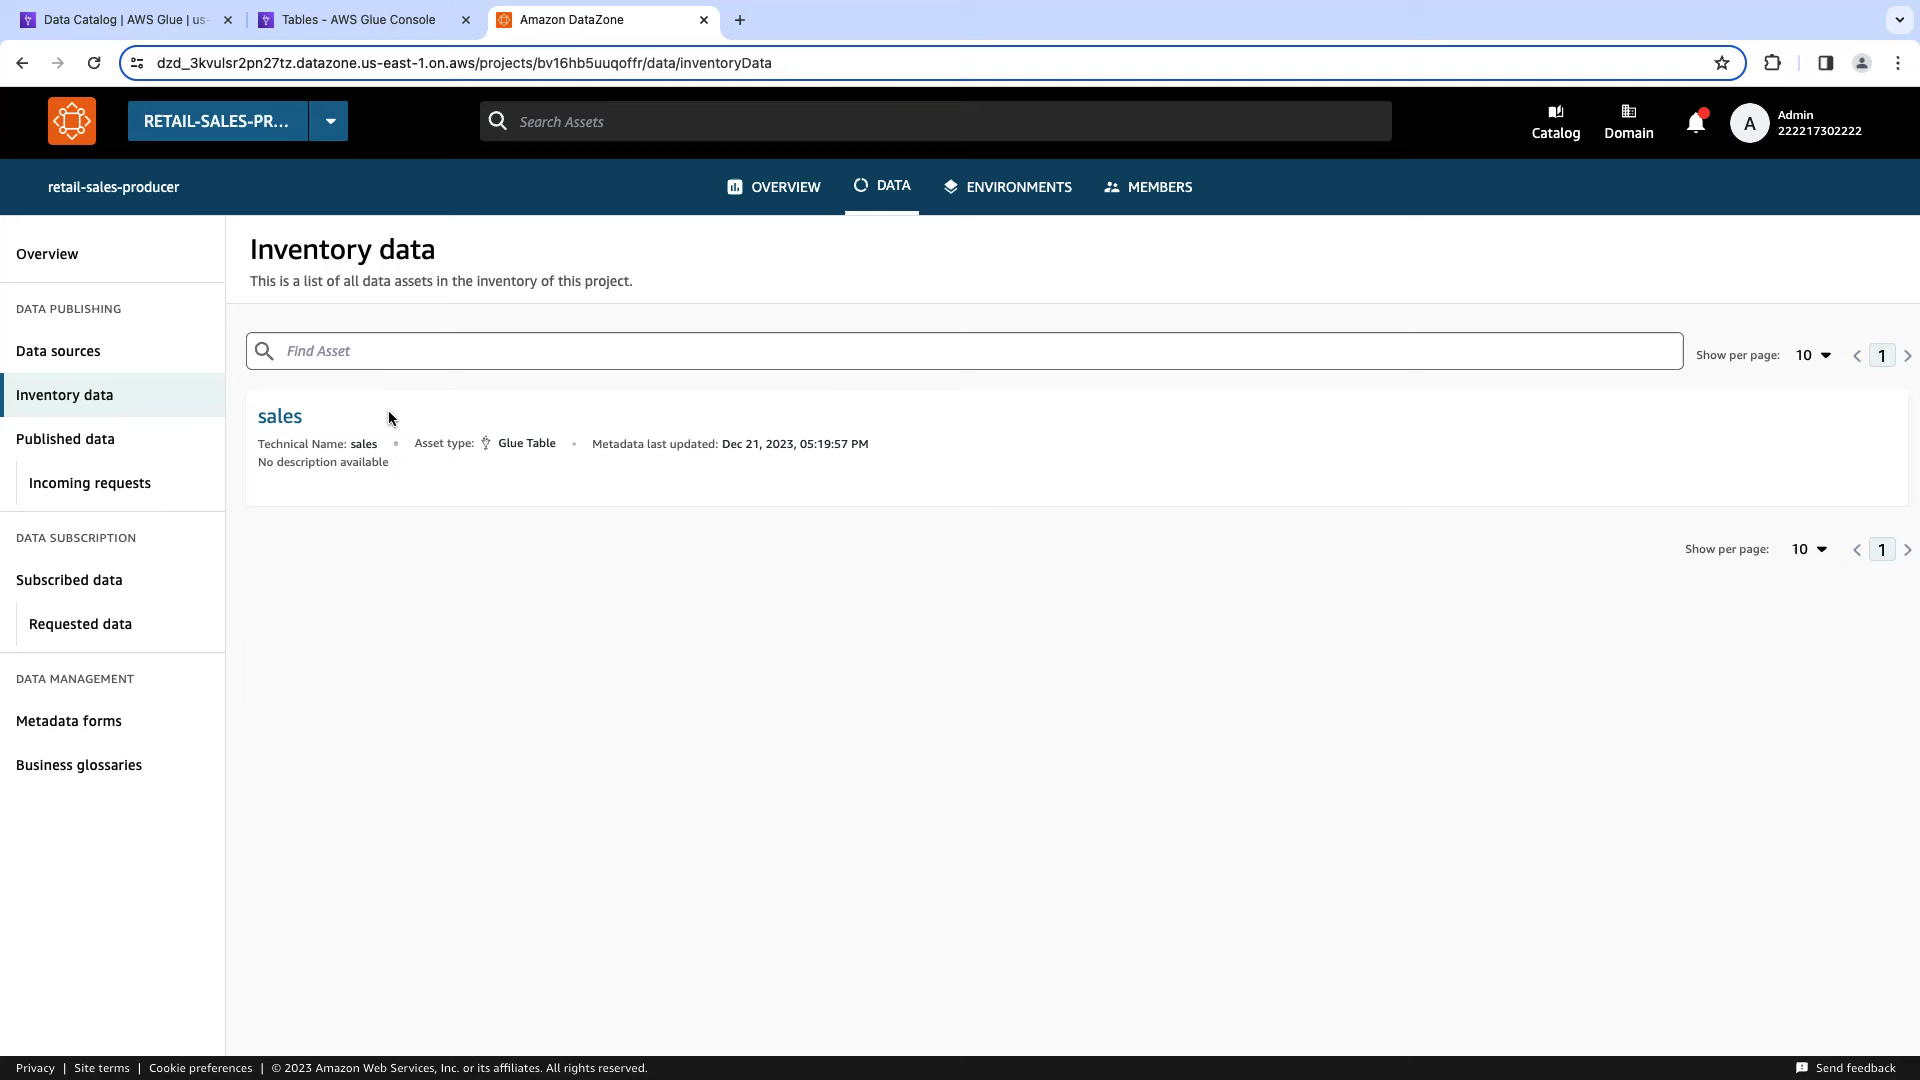 Data Catalog | AWS Glue | us-
Tables - AWS Glue Console
Amazon DataZone
dzd_3kvulsr2pn27tz.datazone.us-east-1.on.aws/projects/bv16hb5uuqoffr/data/inventoryData
RETAIL-SALES-PR...
Search Assets
Catalog
Domain
A
Admin
222217302222
retail-sales-producer
OVERVIEW
DATA
ENVIRONMENTS
MEMBERS
Overview
DATA PUBLISHING
Data sources
Inventory data
Published data
Incoming requests
DATA SUBSCRIPTION
Subscribed data
Requested data
DATA MANAGEMENT
Metadata forms
Business glossaries
Inventory data
This is a list of all data assets in the inventory of this project.
Find Asset
Show per page: 10
1
sales
Technical Name: sales • Asset type: Glue Table • Metadata last updated: Dec 21, 2023, 05:19:57 PM
No description available
Show per page: 10
1
Privacy | Site terms | Cookie preferences | © 2023 Amazon Web Services, Inc. or its affiliates. All rights reserved.
Send feedback